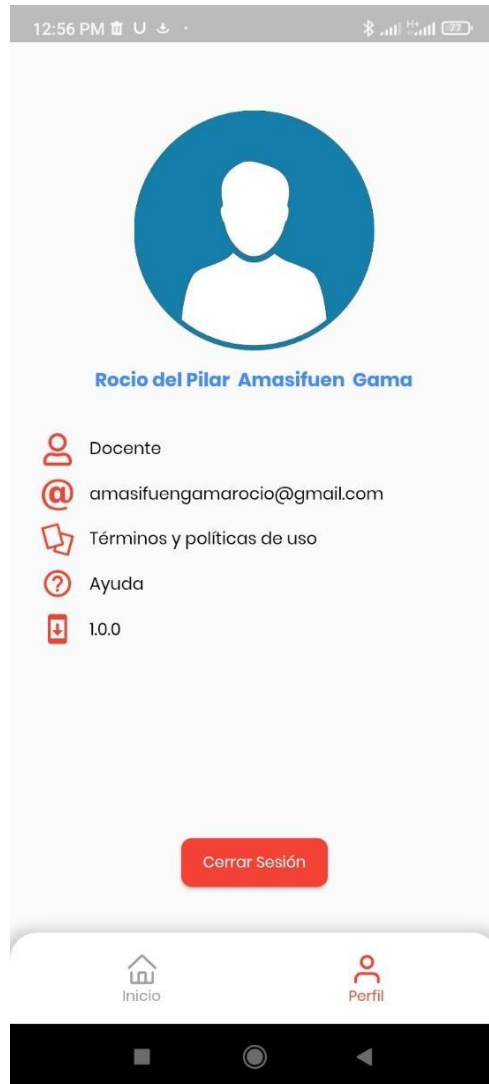 12:56 PM
77
Rocio del Pilar Amasifuen Gama
Docente
amasifuengamarocio@gmail.com
Términos y políticas de uso
Ayuda
1.0.0
Cerrar Sesión
Inicio
Perfil